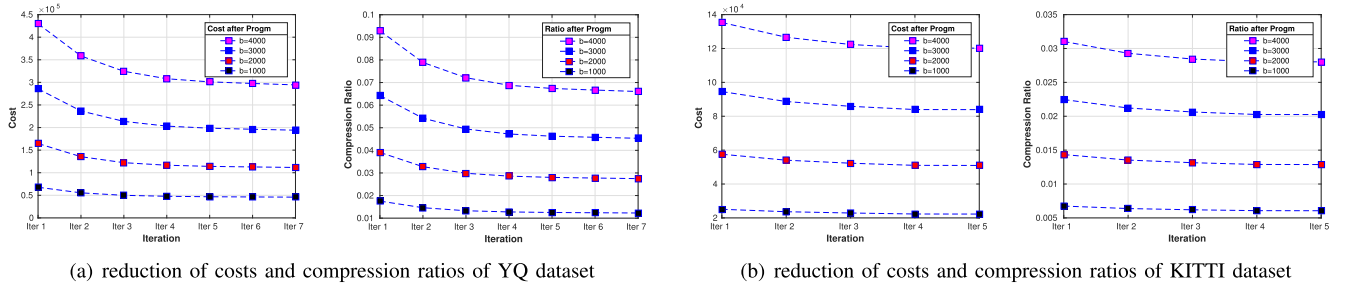 4.5 × 10^5
4
3.5
3
2.5
2
1.5
1
0.5
0
Cost
Iter 1 Iter 2 Iter 3 Iter 4 Iter 5 Iter 6 Iter 7
Iteration
Cost after Progm
b=4000
b=3000
b=2000
b=1000
0.1
0.09
0.08
0.07
0.06
0.05
0.04
0.03
0.02
0.01
Compression Ratio
Iter 1 Iter 2 Iter 3 Iter 4 Iter 5 Iter 6 Iter 7
Iteration
Ratio after Progm
b=4000
b=3000
b=2000
b=1000
(a) reduction of costs and compression ratios of YQ dataset
14 × 10^4
12
10
8
6
4
2
Cost
Iter 1 Iter 2 Iter 3 Iter 4 Iter 5
Iteration
Cost after Progm
b=4000
b=3000
b=2000
b=1000
0.035
0.03
0.025
0.02
0.015
0.01
0.005
Compression Ratio
Iter 1 Iter 2 Iter 3 Iter 4 Iter 5
Iteration
Ratio after Progm
b=4000
b=3000
b=2000
b=1000
(b) reduction of costs and compression ratios of KITTI dataset